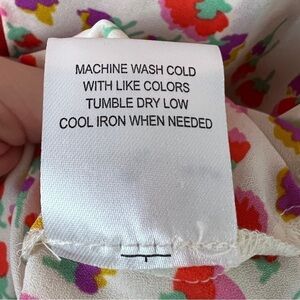 MACHINE WASH COLD
WITH LIKE COLORS
TUMBLE DRY LOW
COOL IRON WHEN NEEDED